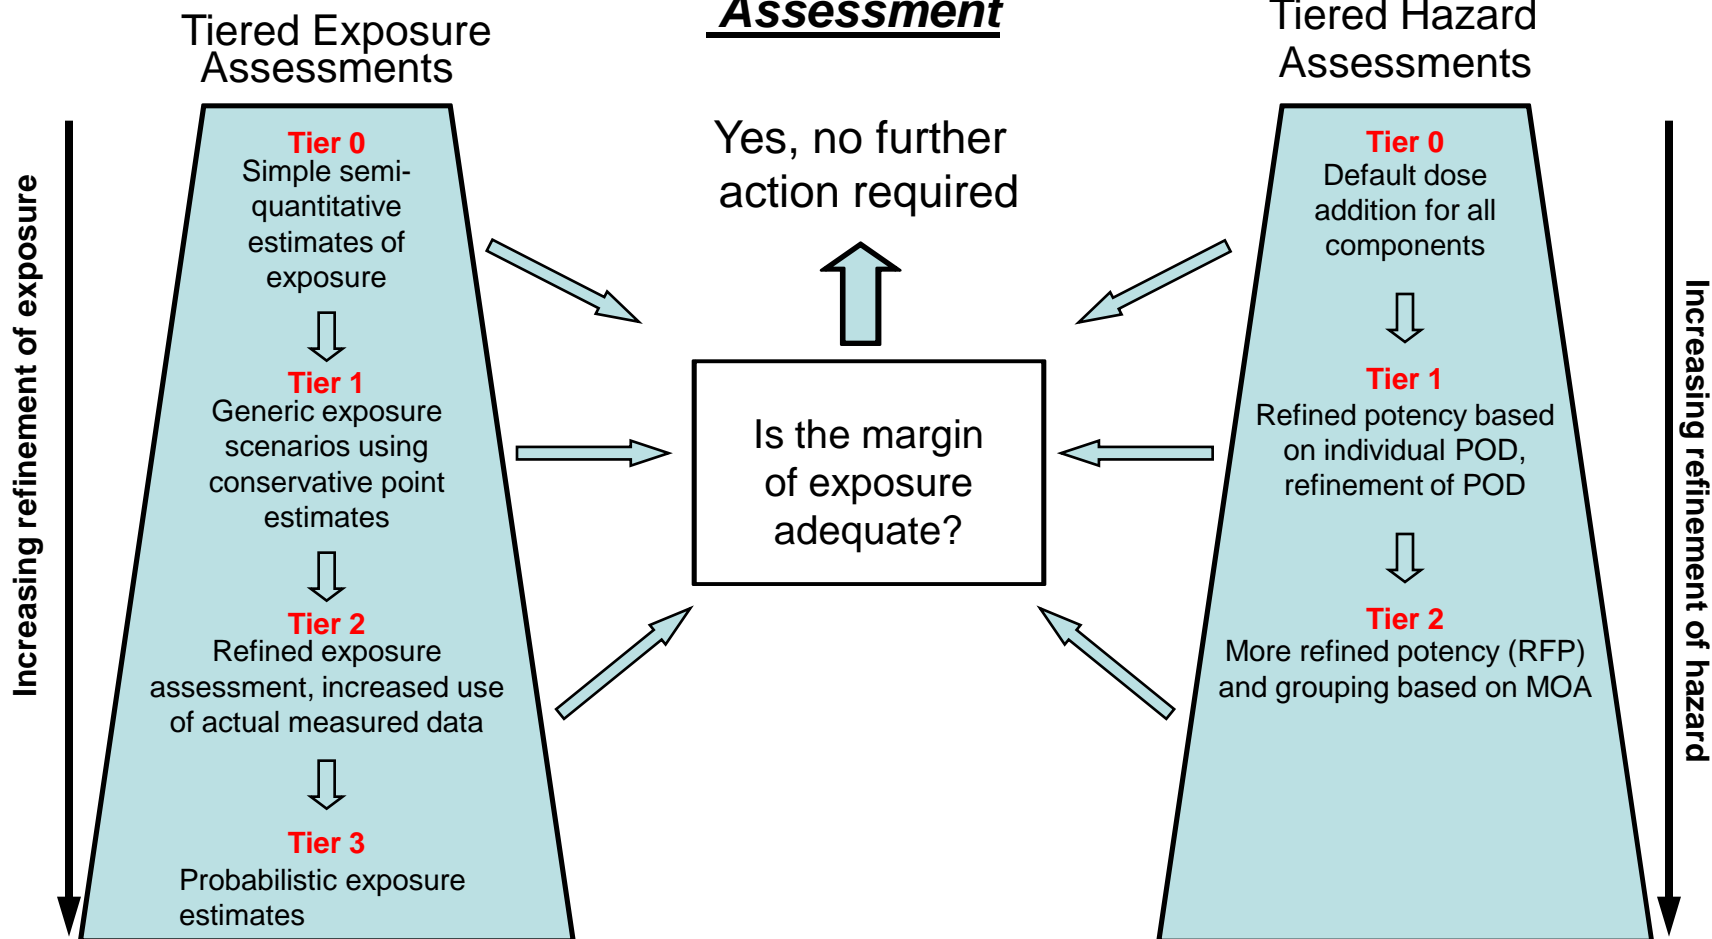 Assessment
Tiered Exposure
Assessments
Tier 0
Simple semi-
quantitative
estimates of
exposure
Tier 1
Generic exposure
scenarios using
conservative point
estimates
Tier 2
Refined exposure
assessment, increased use
of actual measured data
Tier 3
Probabilistic exposure
estimates
Increasing refinement of exposure
Yes, no further
action required
Is the margin
of exposure
adequate?
Tiered Hazard
Assessments
Tier 0
Default dose
addition for all
components
Tier 1
Refined potency based
on individual POD,
refinement of POD
Tier 2
More refined potency (RFP)
and grouping based on MOA
Increasing refinement of hazard